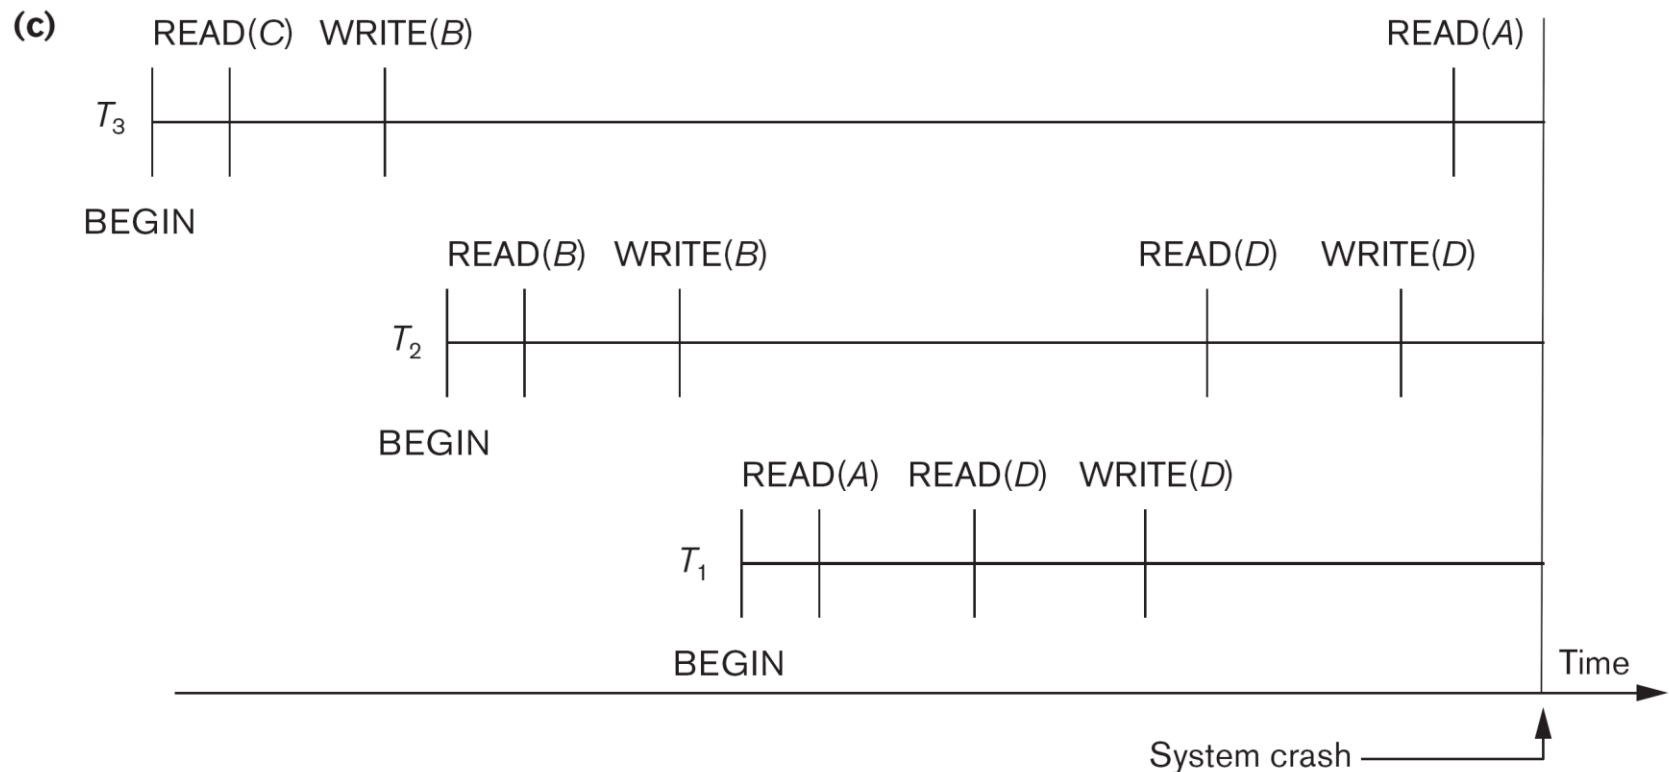 (c) READ(C) WRITE(B) READ(A)
T₃
BEGIN
READ(B) WRITE(B) READ(D) WRITE(D)
T₂
BEGIN
READ(A) READ(D) WRITE(D)
T₁
BEGIN
Time
System crash